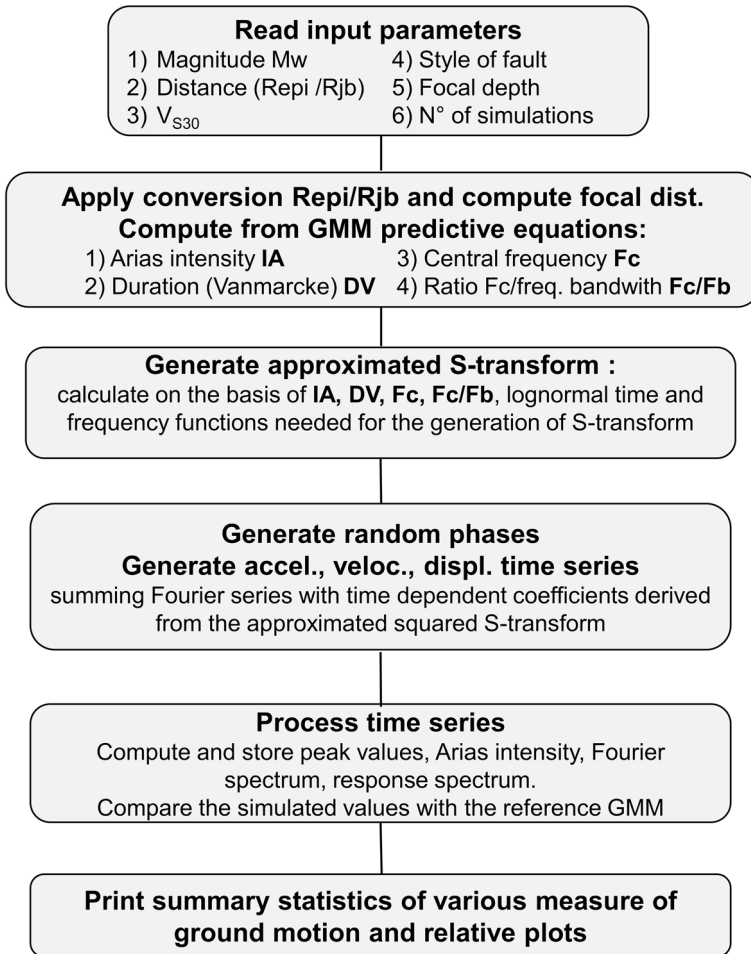 Read input parameters
1) Magnitude Mw 4) Style of fault
2) Distance (Repi /Rjb) 5) Focal depth
3) VS30 6) N° of simulations
Apply conversion Repi/Rjb and compute focal dist.
Compute from GMM predictive equations:
1) Arias intensity IA 3) Central frequency Fc
2) Duration (Vanmarcke) DV 4) Ratio Fc/freq. bandwith Fc/Fb
Generate approximated S-transform :
calculate on the basis of IA, DV, Fc, Fc/Fb, lognormal time and
frequency functions needed for the generation of S-transform
Generate random phases
Generate accel., veloc., displ. time series
summing Fourier series with time dependent coefficients derived
from the approximated squared S-transform
Process time series
Compute and store peak values, Arias intensity, Fourier
spectrum, response spectrum.
Compare the simulated values with the reference GMM
Print summary statistics of various measure of
ground motion and relative plots